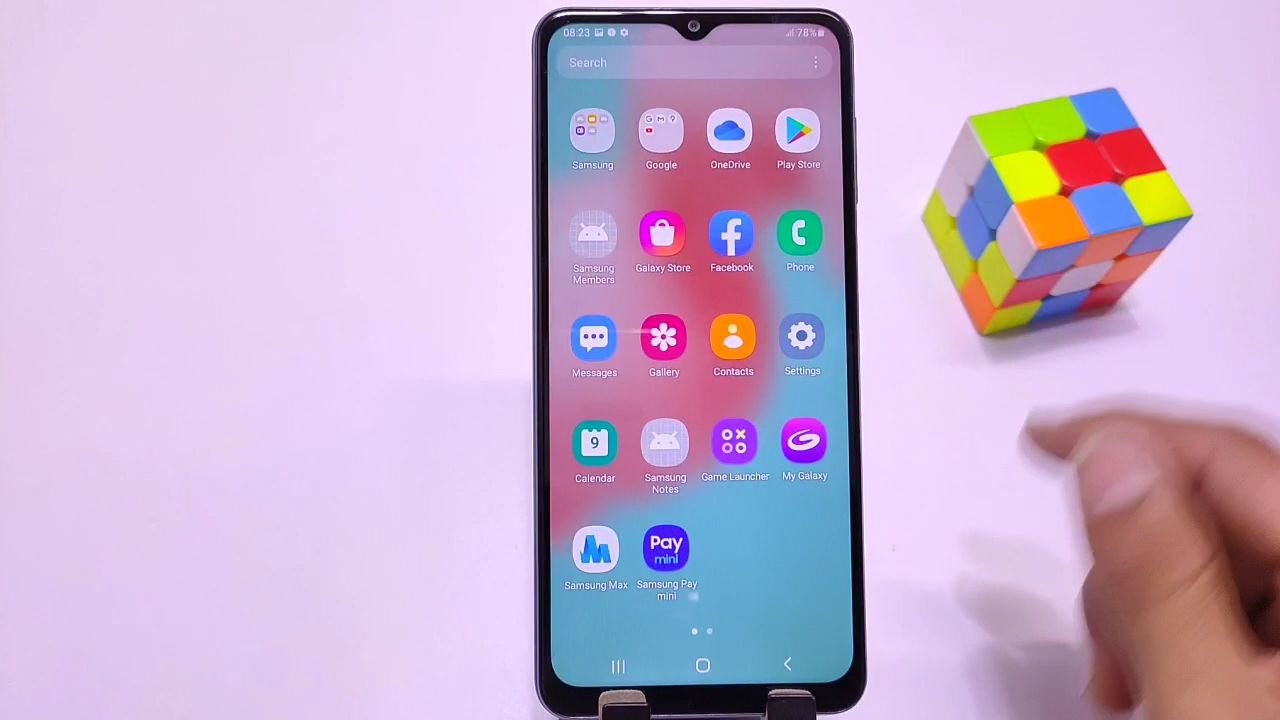 08:23
78%
Search
Samsung
Google
OneDrive
Play Store
Samsung
Members
Galaxy Store
Facebook
Phone
Messages
Gallery
Contacts
Settings
9
Calendar
Samsung
Notes
Game Launcher
My Galaxy
Samsung Max
Pay
mini
Samsung Pay
mini